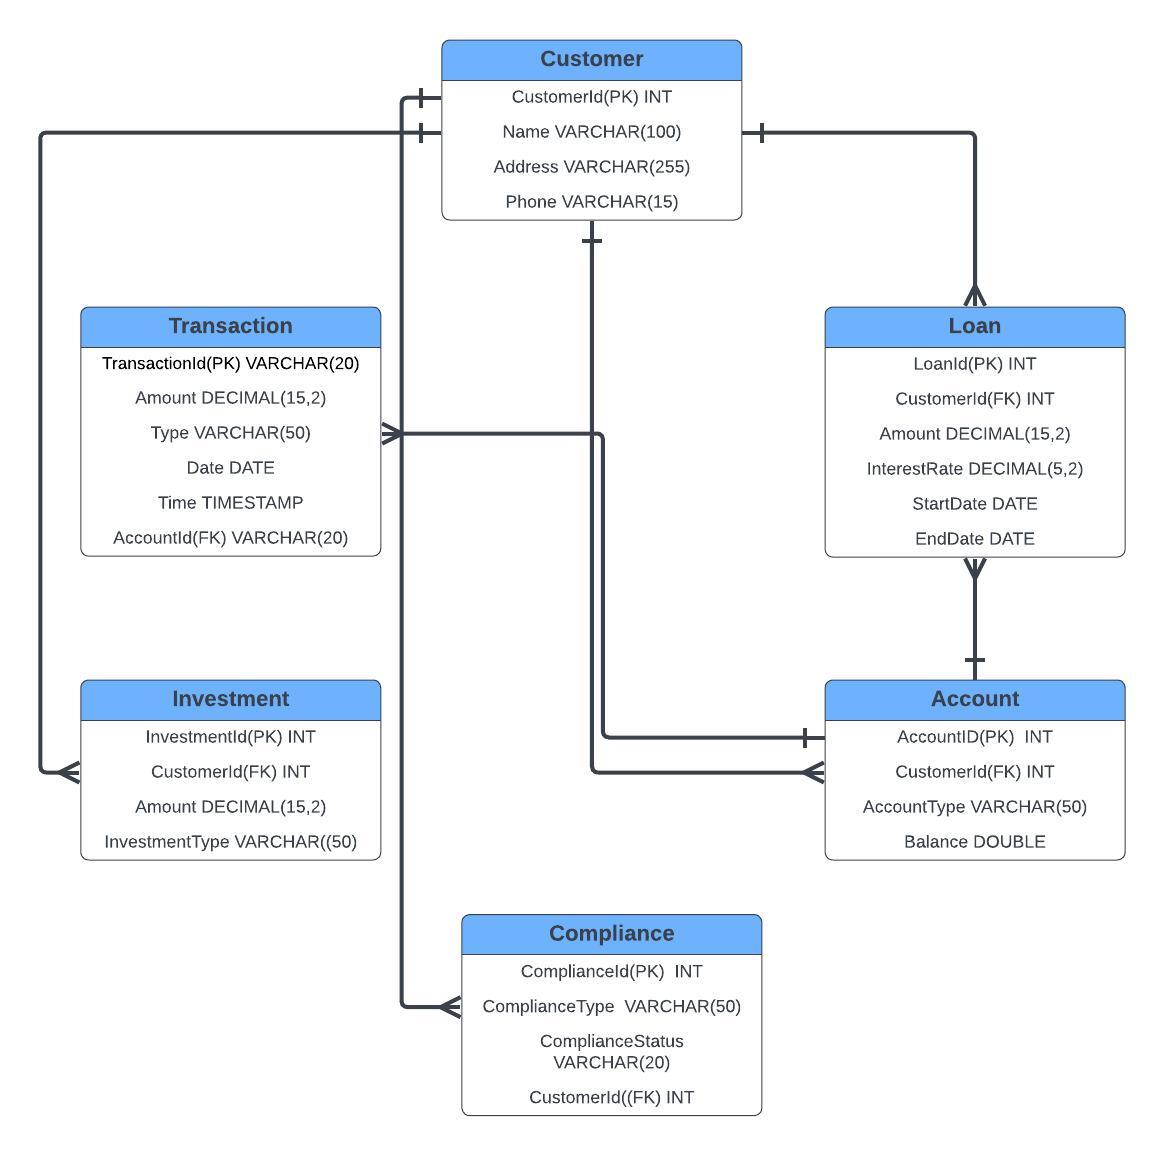 Customer
CustomerId(PK) INT
Name VARCHAR(100)
Address VARCHAR(255)
Phone VARCHAR(15)
Transaction
TransactionId(PK) VARCHAR(20)
Amount DECIMAL(15,2)
Type VARCHAR(50)
Date DATE
Time TIMESTAMP
AccountId(FK) VARCHAR(20)
Loan
LoanId(PK) INT
CustomerId(FK) INT
Amount DECIMAL(15,2)
InterestRate DECIMAL(5,2)
StartDate DATE
EndDate DATE
Investment
InvestmentId(PK) INT
CustomerId(FK) INT
Amount DECIMAL(15,2)
InvestmentType VARCHAR((50)
Account
AccountID(PK)  INT
CustomerId(FK) INT
AccountType VARCHAR(50)
Balance DOUBLE
Compliance
ComplianceId(PK)  INT
ComplianceType  VARCHAR(50)
ComplianceStatus
VARCHAR(20)
CustomerId((FK) INT